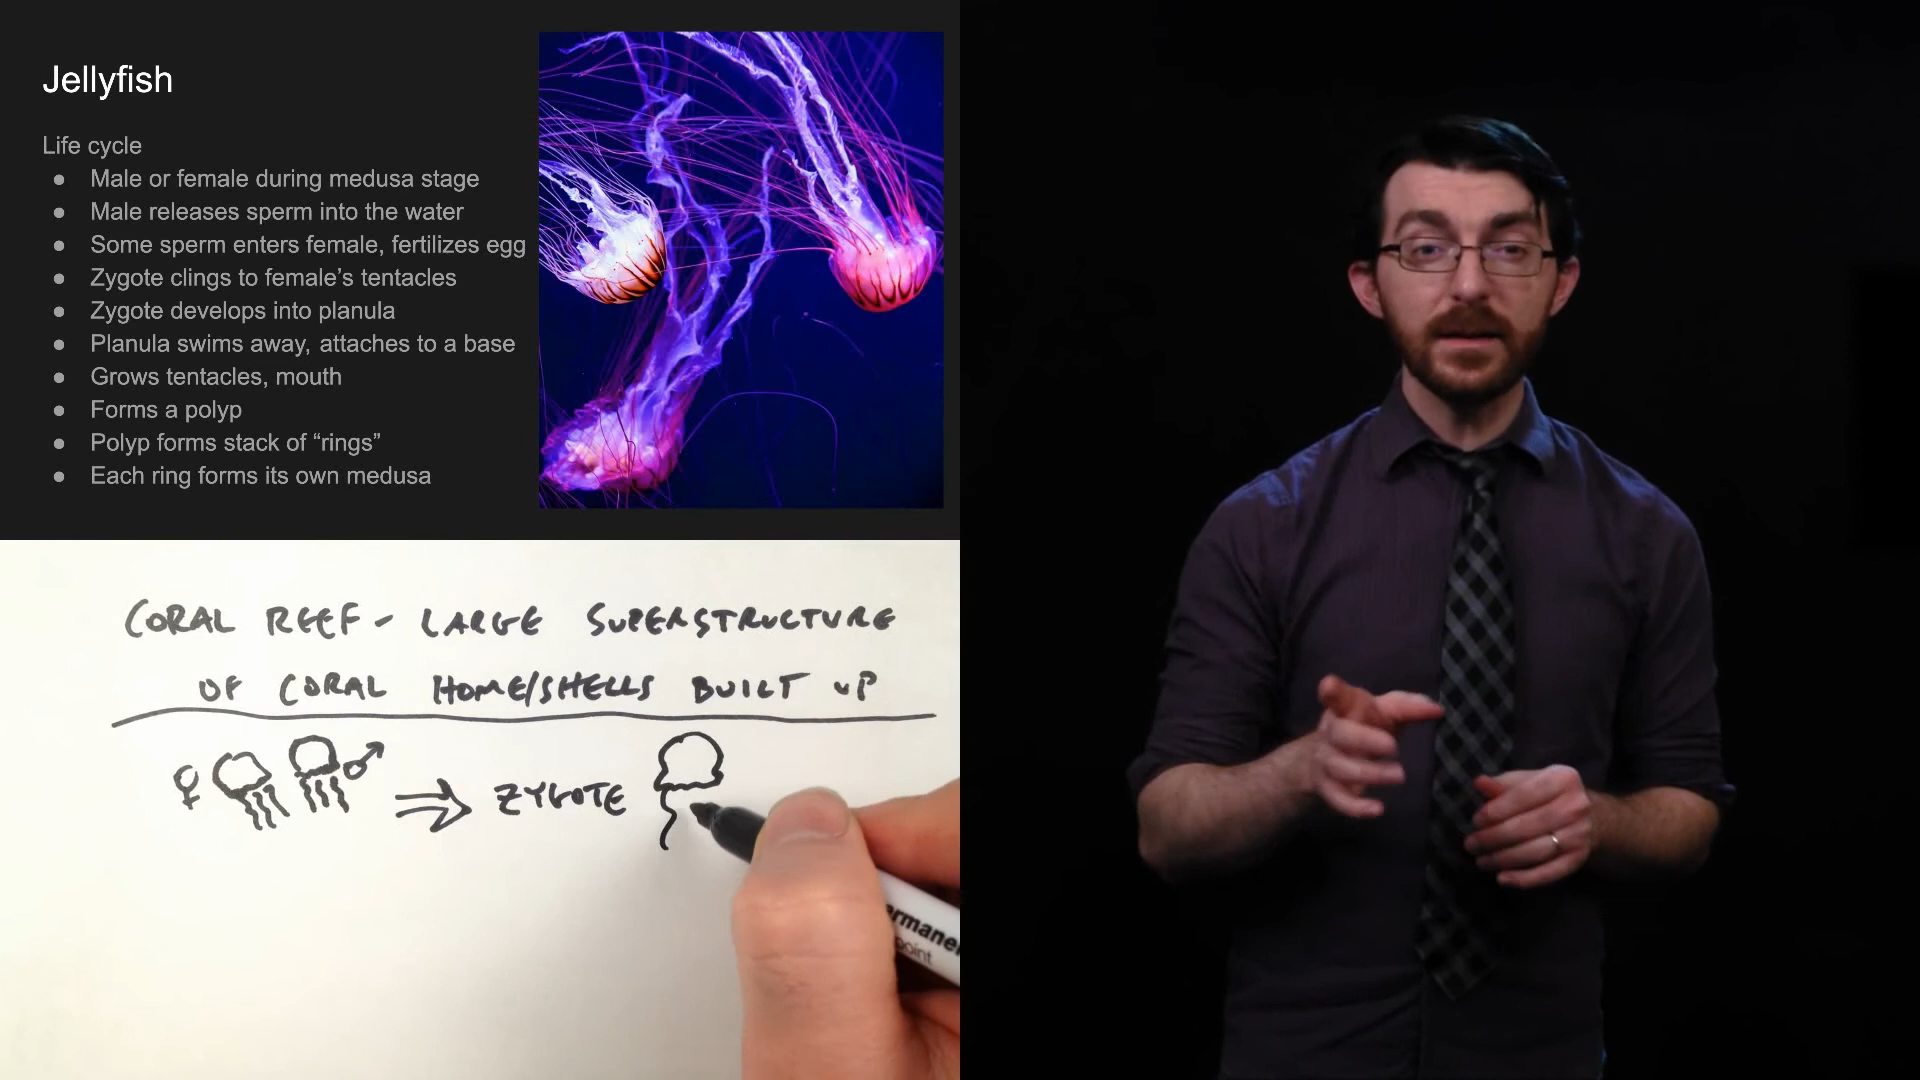 Jellyfish
Life cycle
● Male or female during medusa stage
● Male releases sperm into the water
● Some sperm enters female, fertilizes egg
● Zygote clings to female’s tentacles
● Zygote develops into planula
● Planula swims away, attaches to a base
● Grows tentacles, mouth
● Forms a polyp
● Polyp forms stack of “rings”
● Each ring forms its own medusa
CORAL REEF - LARGE SUPERSTRUCTURE
OF CORAL HOME/SHELLS BUILT UP
♀ ♂ ⇒ ZYGOTE
ermane
point